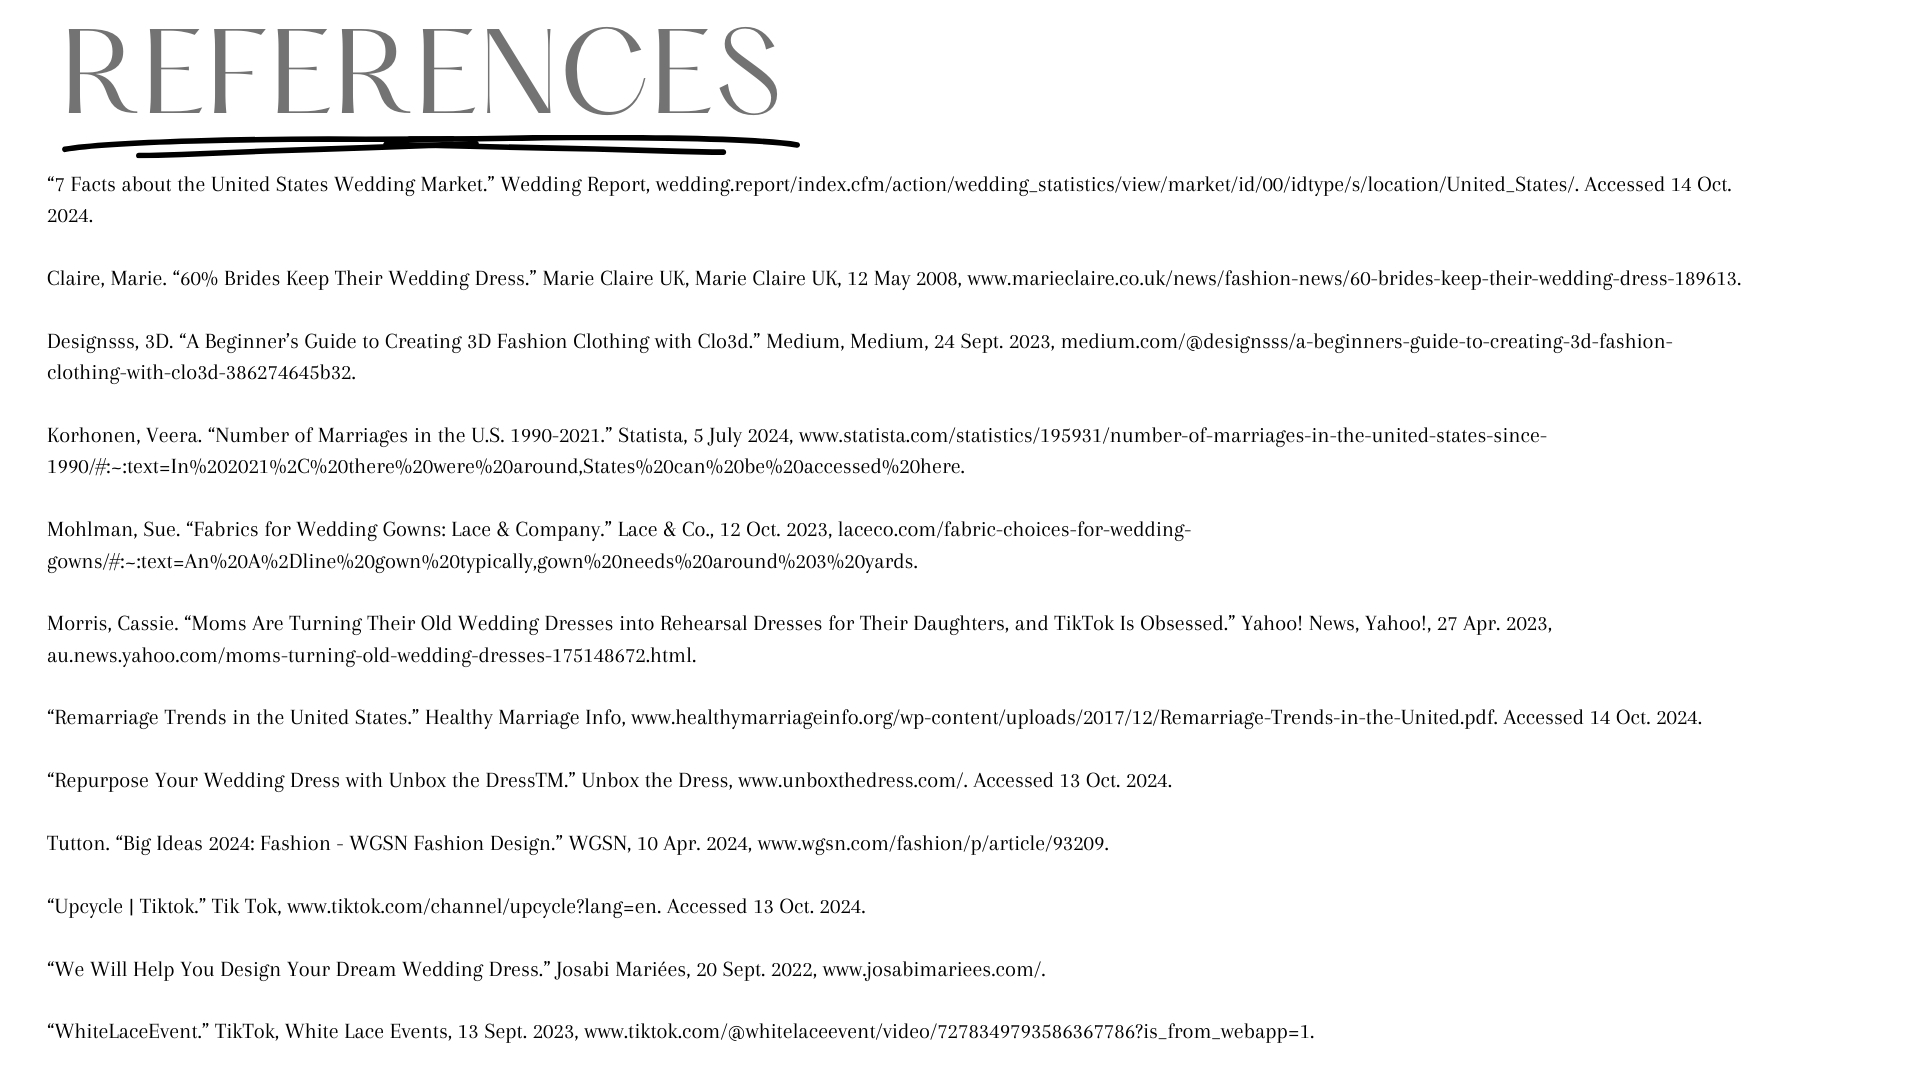 REFERENCES
“7 Facts about the United States Wedding Market.” Wedding Report, wedding.report/index.cfm/action/wedding_statistics/view/market/id/00/idtype/s/location/United_States/. Accessed 14 Oct.
2024.
Claire, Marie. “60% Brides Keep Their Wedding Dress.” Marie Claire UK, Marie Claire UK, 12 May 2008, www.marieclaire.co.uk/news/fashion-news/60-brides-keep-their-wedding-dress-189613.
Designsss, 3D. “A Beginner’s Guide to Creating 3D Fashion Clothing with Clo3d.” Medium, Medium, 24 Sept. 2023, medium.com/@designsss/a-beginners-guide-to-creating-3d-fashion-
clothing-with-clo3d-386274645b32.
Korhonen, Veera. “Number of Marriages in the U.S. 1990-2021.” Statista, 5 July 2024, www.statista.com/statistics/195931/number-of-marriages-in-the-united-states-since-
1990/#:~:text=In%202021%2C%20there%20were%20around,States%20can%20be%20accessed%20here.
Mohlman, Sue. “Fabrics for Wedding Gowns: Lace & Company.” Lace & Co., 12 Oct. 2023, laceco.com/fabric-choices-for-wedding-
gowns/#:~:text=An%20A%2Dline%20gown%20typically,gown%20needs%20around%203%20yards.
Morris, Cassie. “Moms Are Turning Their Old Wedding Dresses into Rehearsal Dresses for Their Daughters, and TikTok Is Obsessed.” Yahoo! News, Yahoo!, 27 Apr. 2023,
au.news.yahoo.com/moms-turning-old-wedding-dresses-175148672.html.
“Remarriage Trends in the United States.” Healthy Marriage Info, www.healthymarriageinfo.org/wp-content/uploads/2017/12/Remarriage-Trends-in-the-United.pdf. Accessed 14 Oct. 2024.
“Repurpose Your Wedding Dress with Unbox the DressTM.” Unbox the Dress, www.unboxthedress.com/. Accessed 13 Oct. 2024.
Tutton. “Big Ideas 2024: Fashion - WGSN Fashion Design.” WGSN, 10 Apr. 2024, www.wgsn.com/fashion/p/article/93209.
“Upcycle | Tiktok.” Tik Tok, www.tiktok.com/channel/upcycle?lang=en. Accessed 13 Oct. 2024.
“We Will Help You Design Your Dream Wedding Dress.” Josabi Mariées, 20 Sept. 2022, www.josabimariees.com/.
“WhiteLaceEvent.” TikTok, White Lace Events, 13 Sept. 2023, www.tiktok.com/@whitelaceevent/video/7278349793586367786?is_from_webapp=1.